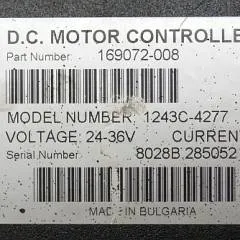 D.C. MOTOR CONTROLLE
Part Number: 169072-008
MODEL NUMBER: 1243C-4277
VOLTAGE: 24-36V CURREN
Serial Number 8028B,285052
MADE IN BULGARIA